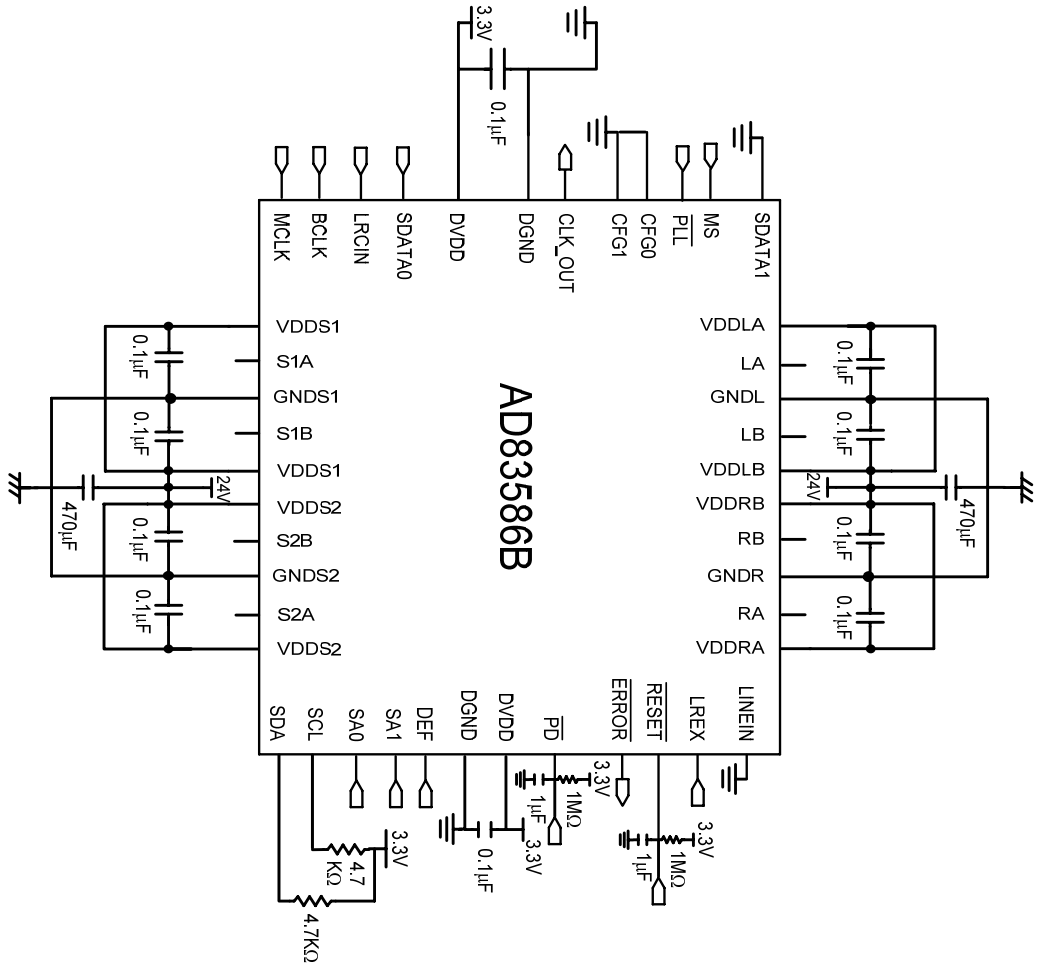 3.3V
0.1µF
MCLK
BCLK
LRCIN
SDATA0
DVDD
DGND
CLK_OUT
CFG1
CFG0
PLL
MS
SDATA1
VDDS1
S1A
GNDS1
S1B
VDDS1
VDDS2
S2B
GNDS2
S2A
VDDS2
0.1µF
0.1µF
24V
470µF
0.1µF
0.1µF
AD83586B
VDDLA
LA
GNDL
LB
VDDLB
VDDRB
RB
GNDR
RA
VDDRA
0.1µF
0.1µF
24V
470µF
0.1µF
0.1µF
SDA
SCL
SA0
SA1
DEF
DGND
DVDD
PD
ERROR
RESET
LREX
LINEIN
3.3V
1MΩ
1µF
3.3V
1MΩ
1µF
3.3V
0.1µF
3.3V
4.7
KΩ
4.7KΩ